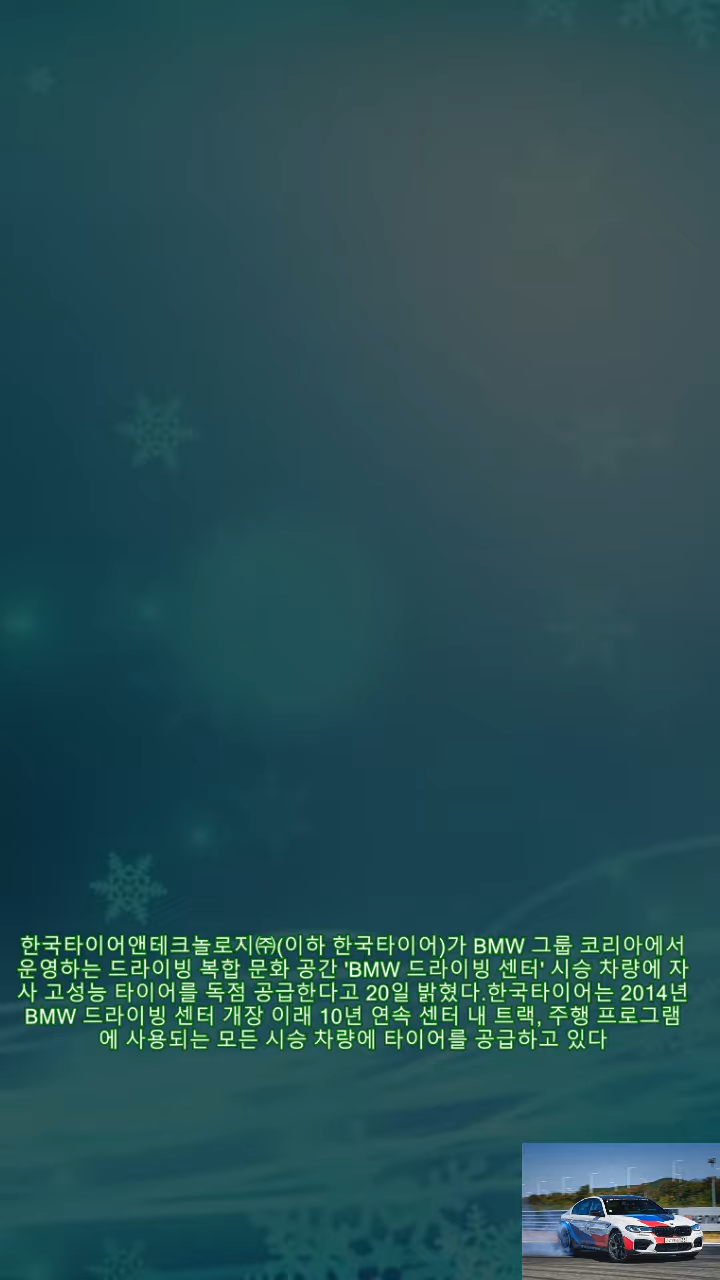 한국타이어앤테크놀로지㈜(이하 한국타이어)가 BMW 그룹 코리아에서
운영하는 드라이빙 복합 문화 공간 'BMW 드라이빙 센터' 시승 차량에 자
사 고성능 타이어를 독점 공급한다고 20일 밝혔다.한국타이어는 2014년
BMW 드라이빙 센터 개장 이래 10년 연속 센터 내 트랙, 주행 프로그램
에 사용되는 모든 시승 차량에 타이어를 공급하고 있다